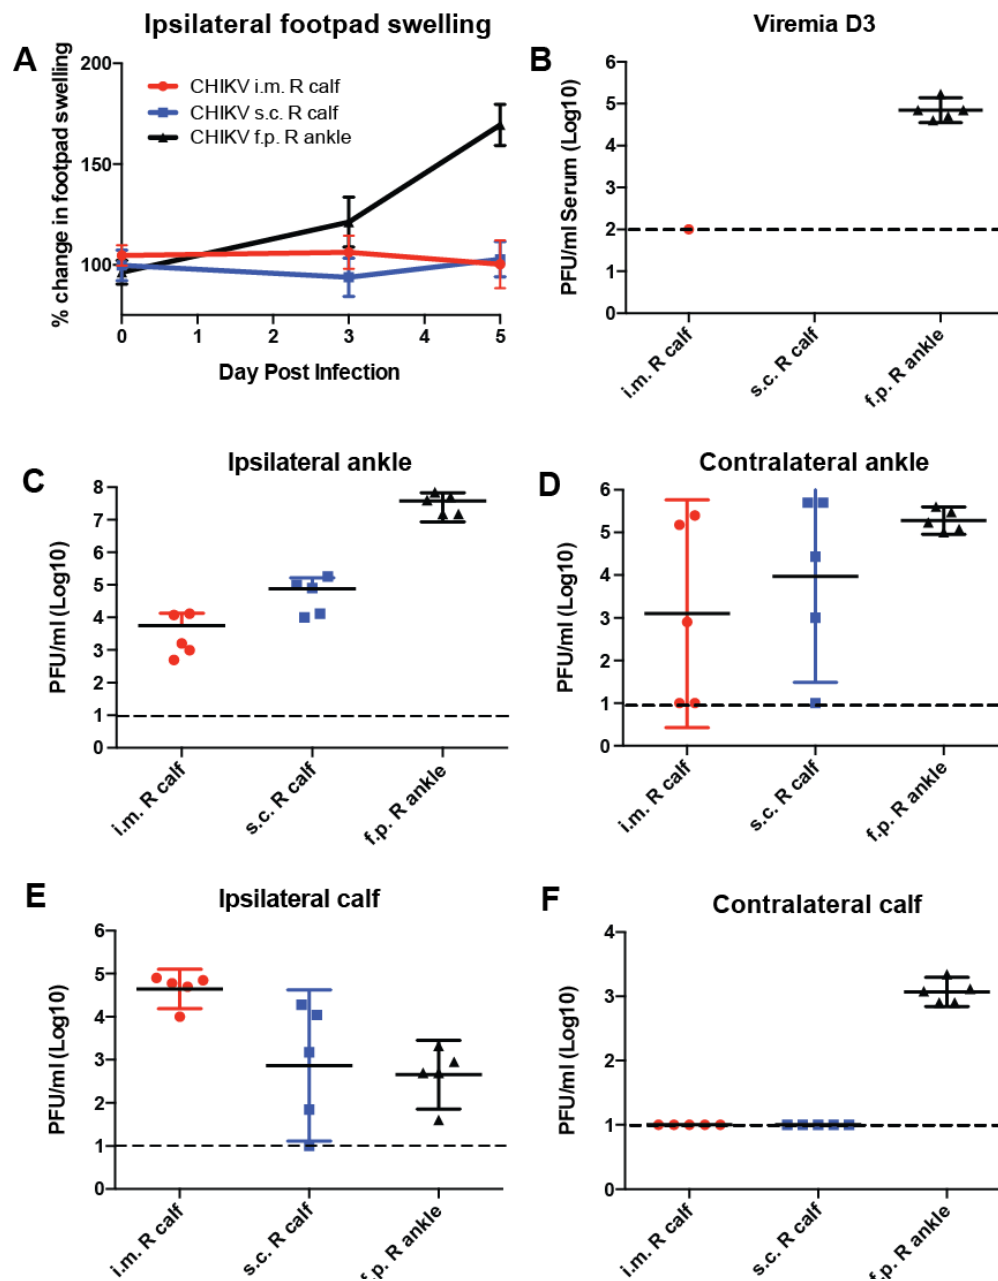 Ipsilateral footpad swelling
A
% change in footpad swelling
200
150
100
CHIKV i.m. R calf
CHIKV s.c. R calf
CHIKV f.p. R ankle
0 1 2 3 4 5
Day Post Infection
Viremia D3
B
PFU/ml Serum (Log10)
6
5
4
3
2
1
0
i.m. R calf
s.c. R calf
f.p. R ankle
Ipsilateral ankle
C
PFU/ml (Log10)
8
7
6
5
4
3
2
1
0
i.m. R calf
s.c. R calf
f.p. R ankle
Contralateral ankle
D
PFU/ml (Log10)
6
5
4
3
2
1
0
i.m. R calf
s.c. R calf
f.p. R ankle
Ipsilateral calf
E
PFU/ml (Log10)
6
5
4
3
2
1
0
i.m. R calf
s.c. R calf
f.p. R ankle
Contralateral calf
F
PFU/ml (Log10)
4
3
2
1
0
i.m. R calf
s.c. R calf
f.p. R ankle